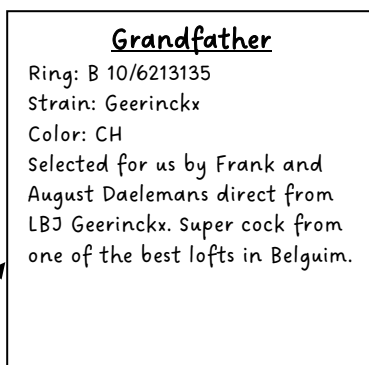 Grandfather
Ring: B 10/6213135
Strain: Geerinckx
Color: CH
Selected for us by Frank and
August Daelemans direct from
LBJ Geerinckx. Super cock from
one of the best lofts in Belguim.